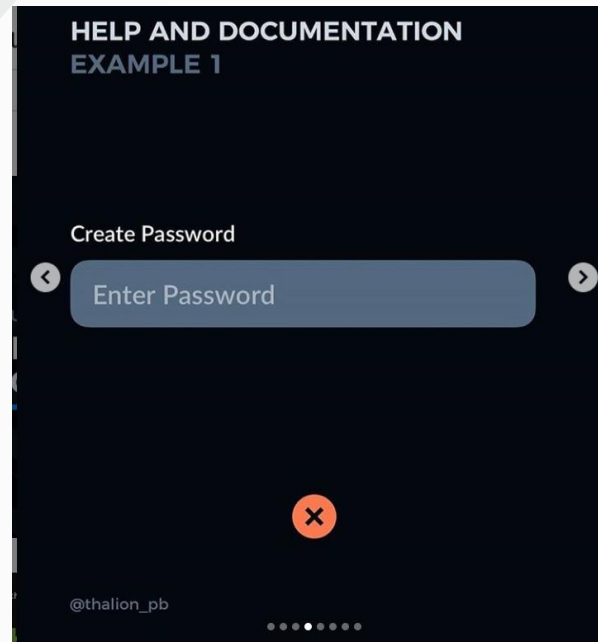 HELP AND DOCUMENTATION
EXAMPLE 1
Create Password
Enter Password
@thalion_pb